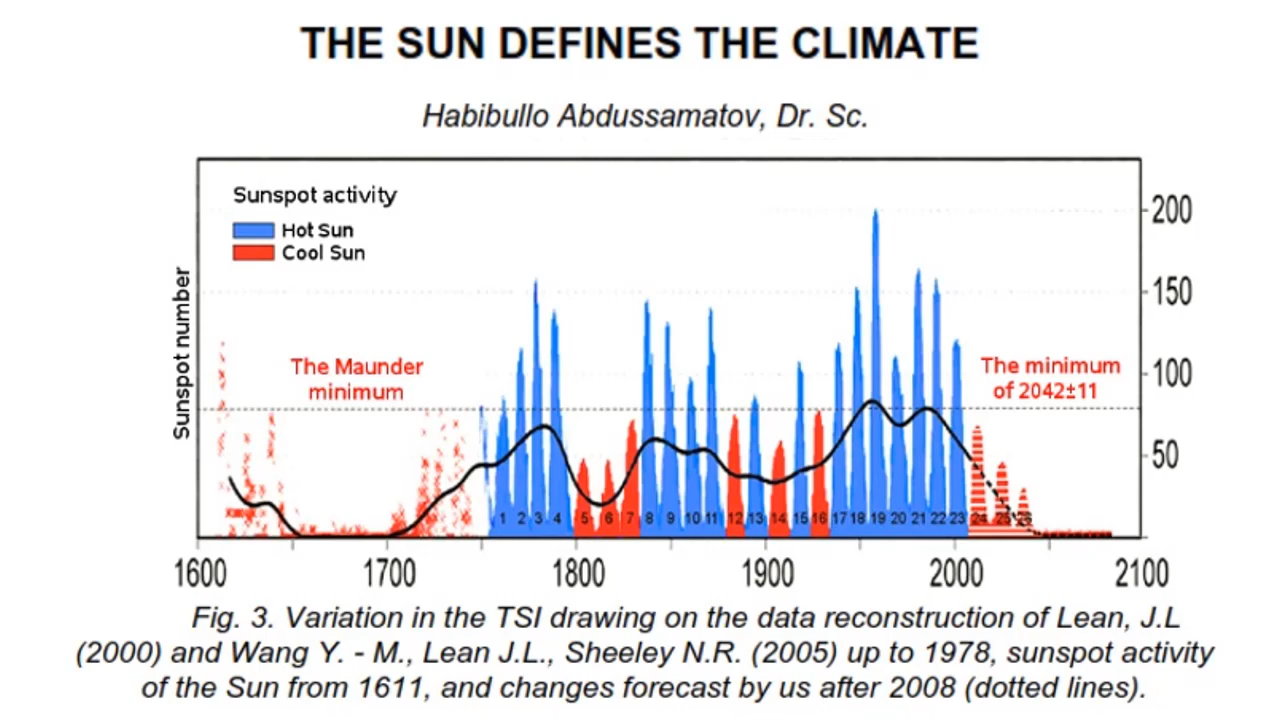 THE SUN DEFINES THE CLIMATE
Habibullo Abdussamatov, Dr. Sc.
Sunspot activity
Hot Sun
Cool Sun
Sunspot number
The Maunder
minimum
The minimum
of 2042±11
200
150
100
50
1 2 3 4 5 6 7 8 9 10 11 12 13 14 15 16 17 18 19 20 21 22 23 24 25 26
1600 1700 1800 1900 2000 2100
Fig. 3. Variation in the TSI drawing on the data reconstruction of Lean, J.L
(2000) and Wang Y. - M., Lean J.L., Sheeley N.R. (2005) up to 1978, sunspot activity
of the Sun from 1611, and changes forecast by us after 2008 (dotted lines).